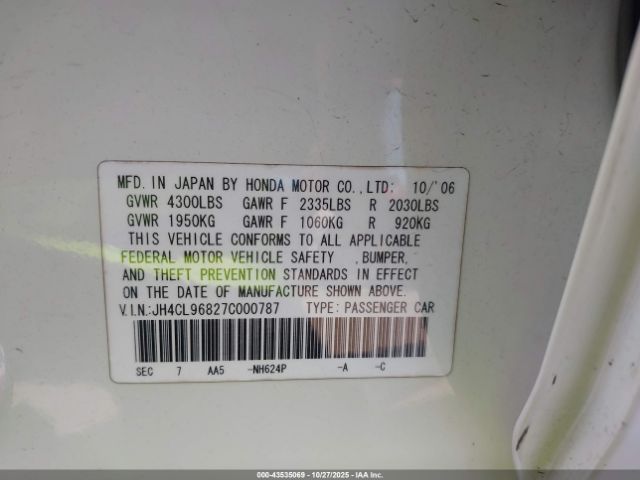 MFD. IN JAPAN BY HONDA MOTOR CO.,LTD: 10/'06
GVWR 4300LBS GAWR F 2335LBS R 2030LBS
GVWR 1950KG GAWR F 1060KG R 920KG
THIS VEHICLE CONFORMS TO ALL APPLICABLE
FEDERAL MOTOR VEHICLE SAFETY ,BUMPER,
AND THEFT PREVENTION STANDARDS IN EFFECT
ON THE DATE OF MANUFACTURE SHOWN ABOVE.
V.I.N.:JH4CL96827C000787 TYPE: PASSENGER CAR
SEC 7 AA5 -NH624P -A -C
000-43535069 | 10/27/2025 | IAAI.COM